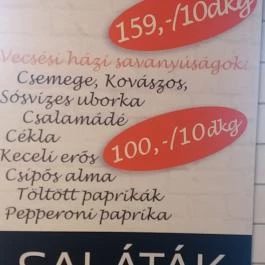 159,-/10dkg
Vecsési házi savanyúságok:
Csemege, Kovászos,
Sósvizes uborka
Csalamádé
Cékla
100,-/10dkg
Keceli erős
Csípős alma
Töltött paprikák
Pepperoni paprika
SALÁTÁK